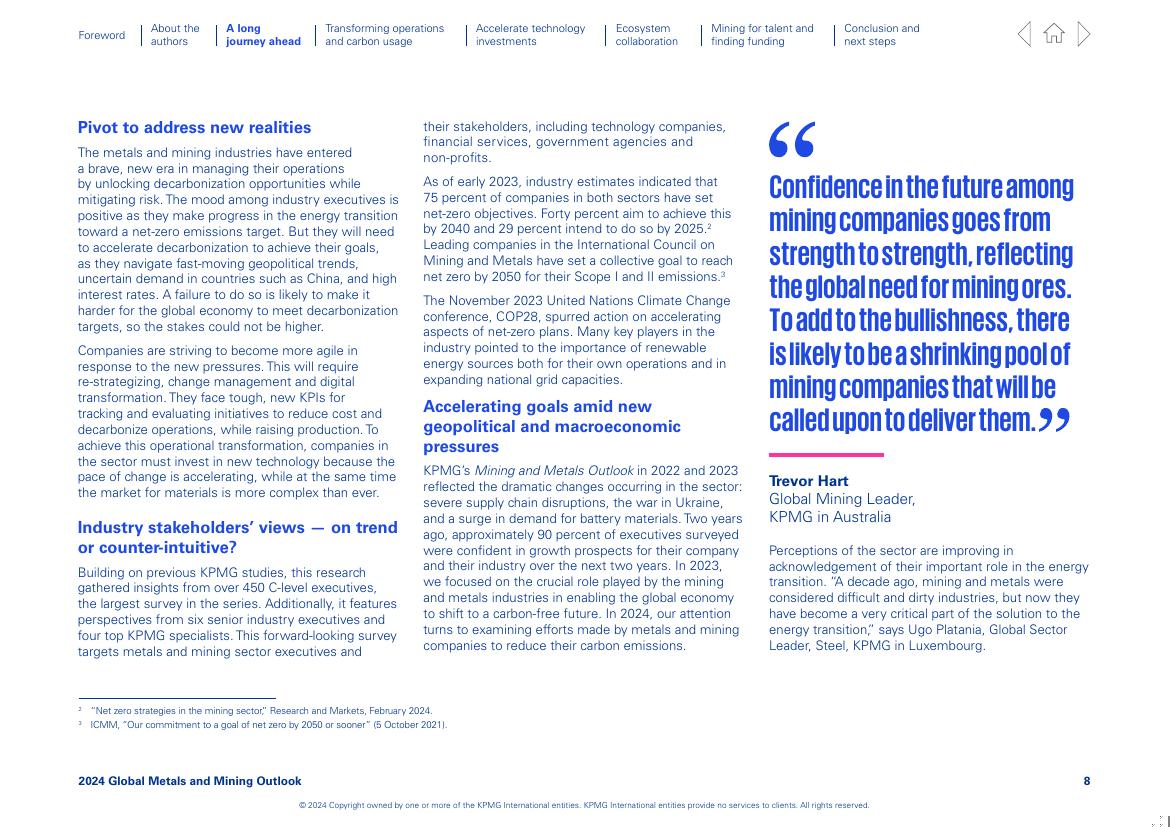 Foreword
About the
authors
A long
journey ahead
Transforming operations
and carbon usage
Accelerate technology
investments
Ecosystem
collaboration
Mining for talent and
finding funding
Conclusion and
next steps
Pivot to address new realities
The metals and mining industries have entered
a brave, new era in managing their operations
by unlocking decarbonization opportunities while
mitigating risk. The mood among industry executives is
positive as they make progress in the energy transition
toward a net-zero emissions target. But they will need
to accelerate decarbonization to achieve their goals,
as they navigate fast-moving geopolitical trends,
uncertain demand in countries such as China, and high
interest rates. A failure to do so is likely to make it
harder for the global economy to meet decarbonization
targets, so the stakes could not be higher.
Companies are striving to become more agile in
response to the new pressures. This will require
re-strategizing, change management and digital
transformation. They face tough, new KPIs for
tracking and evaluating initiatives to reduce cost and
decarbonize operations, while raising production. To
achieve this operational transformation, companies in
the sector must invest in new technology because the
pace of change is accelerating, while at the same time
the market for materials is more complex than ever.
Industry stakeholders’ views — on trend
or counter-intuitive?
Building on previous KPMG studies, this research
gathered insights from over 450 C-level executives,
the largest survey in the series. Additionally, it features
perspectives from six senior industry executives and
four top KPMG specialists. This forward-looking survey
targets metals and mining sector executives and
their stakeholders, including technology companies,
financial services, government agencies and
non-profits.
As of early 2023, industry estimates indicated that
75 percent of companies in both sectors have set
net-zero objectives. Forty percent aim to achieve this
by 2040 and 29 percent intend to do so by 2025.²
Leading companies in the International Council on
Mining and Metals have set a collective goal to reach
net zero by 2050 for their Scope I and II emissions.³
The November 2023 United Nations Climate Change
conference, COP28, spurred action on accelerating
aspects of net-zero plans. Many key players in the
industry pointed to the importance of renewable
energy sources both for their own operations and in
expanding national grid capacities.
Accelerating goals amid new
geopolitical and macroeconomic
pressures
KPMG’s Mining and Metals Outlook in 2022 and 2023
reflected the dramatic changes occurring in the sector:
severe supply chain disruptions, the war in Ukraine,
and a surge in demand for battery materials. Two years
ago, approximately 90 percent of executives surveyed
were confident in growth prospects for their company
and their industry over the next two years. In 2023,
we focused on the crucial role played by the mining
and metals industries in enabling the global economy
to shift to a carbon-free future. In 2024, our attention
turns to examining efforts made by metals and mining
companies to reduce their carbon emissions.
“
Confidence in the future among
mining companies goes from
strength to strength, reflecting
the global need for mining ores.
To add to the bullishness, there
is likely to be a shrinking pool of
mining companies that will be
called upon to deliver them.”
Trevor Hart
Global Mining Leader,
KPMG in Australia
Perceptions of the sector are improving in
acknowledgement of their important role in the energy
transition. “A decade ago, mining and metals were
considered difficult and dirty industries, but now they
have become a very critical part of the solution to the
energy transition,” says Ugo Platania, Global Sector
Leader, Steel, KPMG in Luxembourg.
² “Net zero strategies in the mining sector,” Research and Markets, February 2024.
³ ICMM, “Our commitment to a goal of net zero by 2050 or sooner” (5 October 2021).
2024 Global Metals and Mining Outlook
8
© 2024 Copyright owned by one or more of the KPMG International entities. KPMG International entities provide no services to clients. All rights reserved.